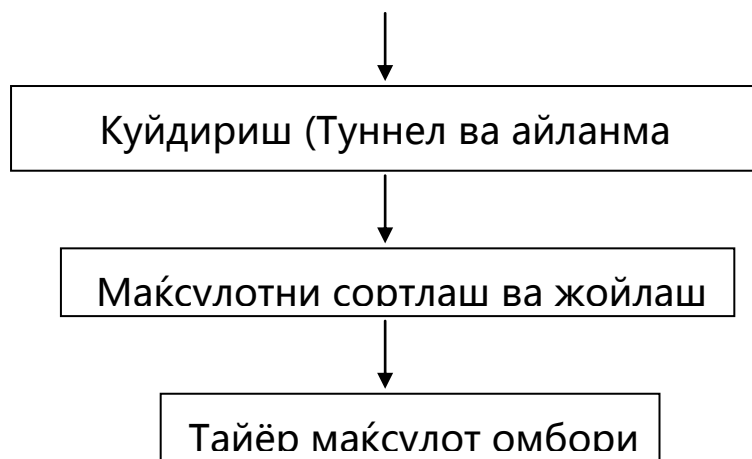 Куйдириш (Туннел ва айланма
Маќсулотни сортлаш ва жойлаш
Тайёр маќсулот омбори